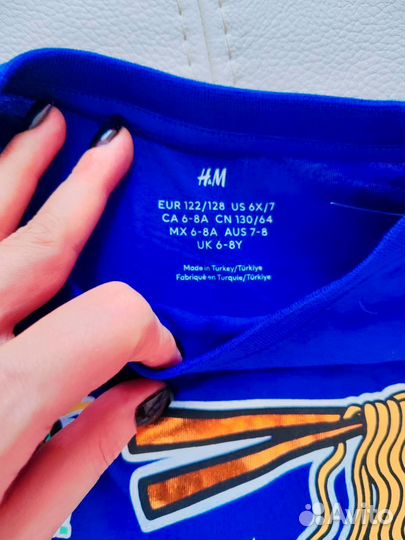 H&M
EUR 122/128 US 6X/7
CA 6-8A CN 130/64
MX 6-8A AUS 7-8
UK 6-8Y
Made in Turkey/Türkiye
Fabriqué en Turquie/Türkiye
Avito